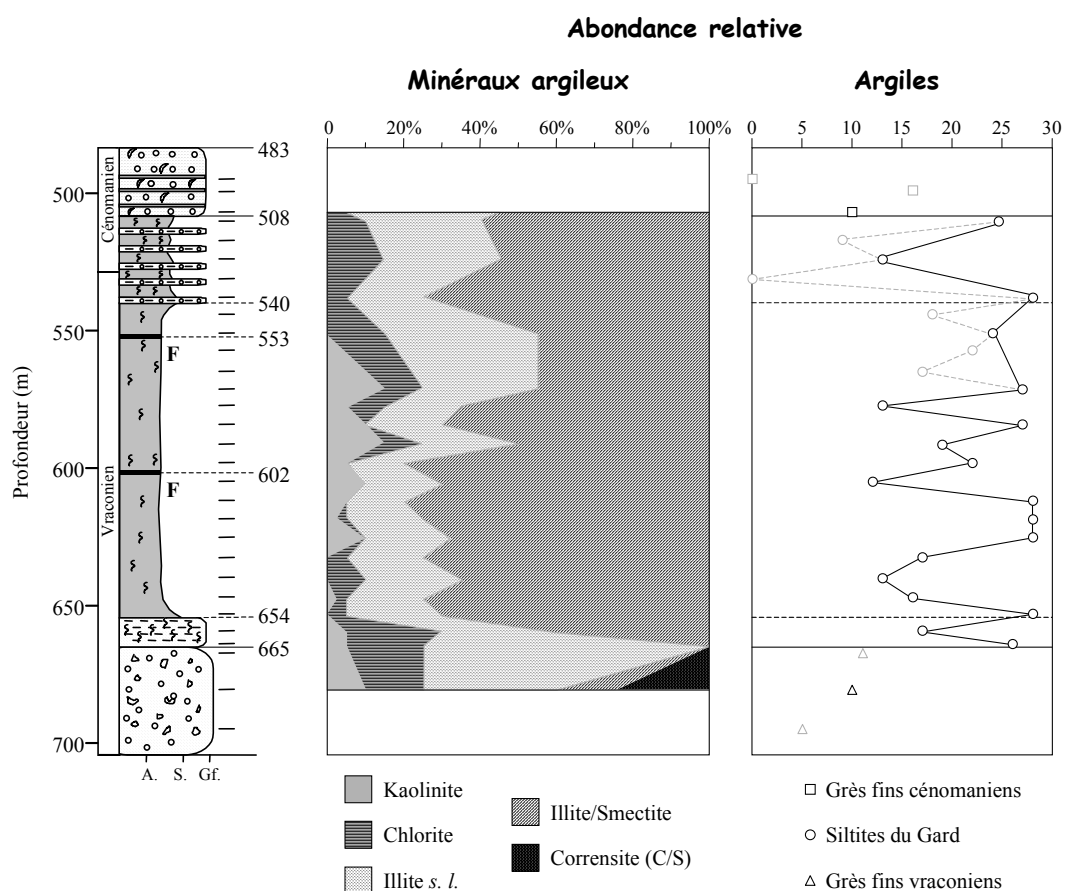 Abondance relative
Minéraux argileux
Argiles
0 20% 40% 60% 80% 100%
0 5 10 15 20 25 30
Profondeur (m)
500
550
600
650
700
Cénomanien
Vraconien
483
508
540
553
F
602
F
654
665
A. S. Gf.
Kaolinite
Chlorite
Illite s. l.
Illite/Smectite
Corrensite (C/S)
Grès fins cénomaniens
Siltites du Gard
Grès fins vraconiens